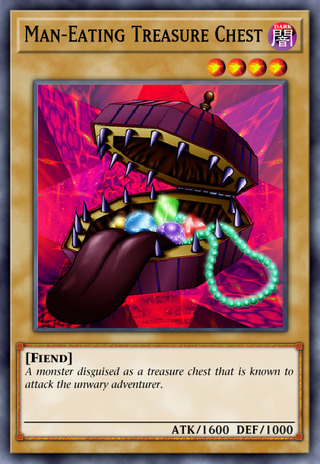 Man-Eating Treasure Chest
DARK
闇
[Fiend]
A monster disguised as a treasure chest that is known to
attack the unwary adventurer.
ATK/1600 DEF/1000